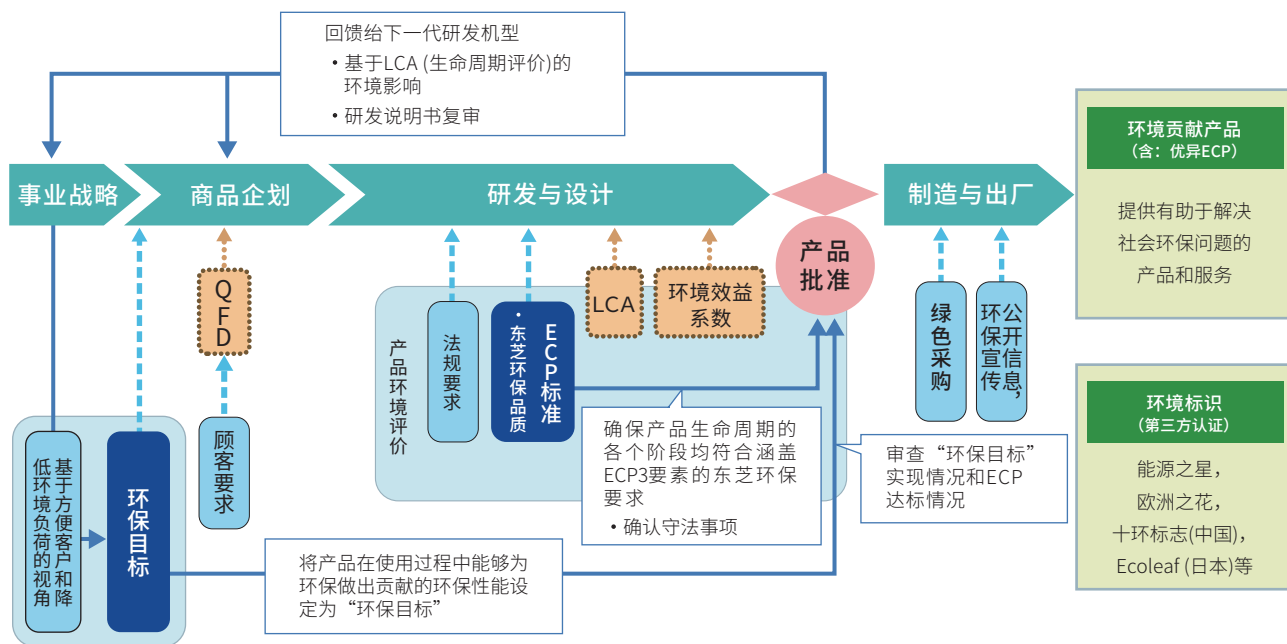 回馈给下一代研发机型
・基于LCA (生命周期评价)的
环境影响
・研发说明书复审
事业战略
商品企划
研发与设计
制造与出厂
产品
批准
QFD
顾客要求
产品环境评价
法规要求
ECP标准
・东芝环保品质
LCA
环境效益
系数
绿色采购
公开信息，
环保宣传
基于方便客户和降
低环境负荷的视角
环保目标
确保产品生命周期的
各个阶段均符合涵盖
ECP3要素的东芝环保
要求
・确认守法事项
审查“环保目标”
实现情况和ECP
达标情况
将产品在使用过程中能够为
环保做出贡献的环保性能设
定为“环保目标”
环境贡献产品
（含：优异ECP）
提供有助于解决
社会环保问题的
产品和服务
环境标识
（第三方认证）
能源之星，
欧洲之花，
十环标志(中国)，
Ecoleaf (日本)等